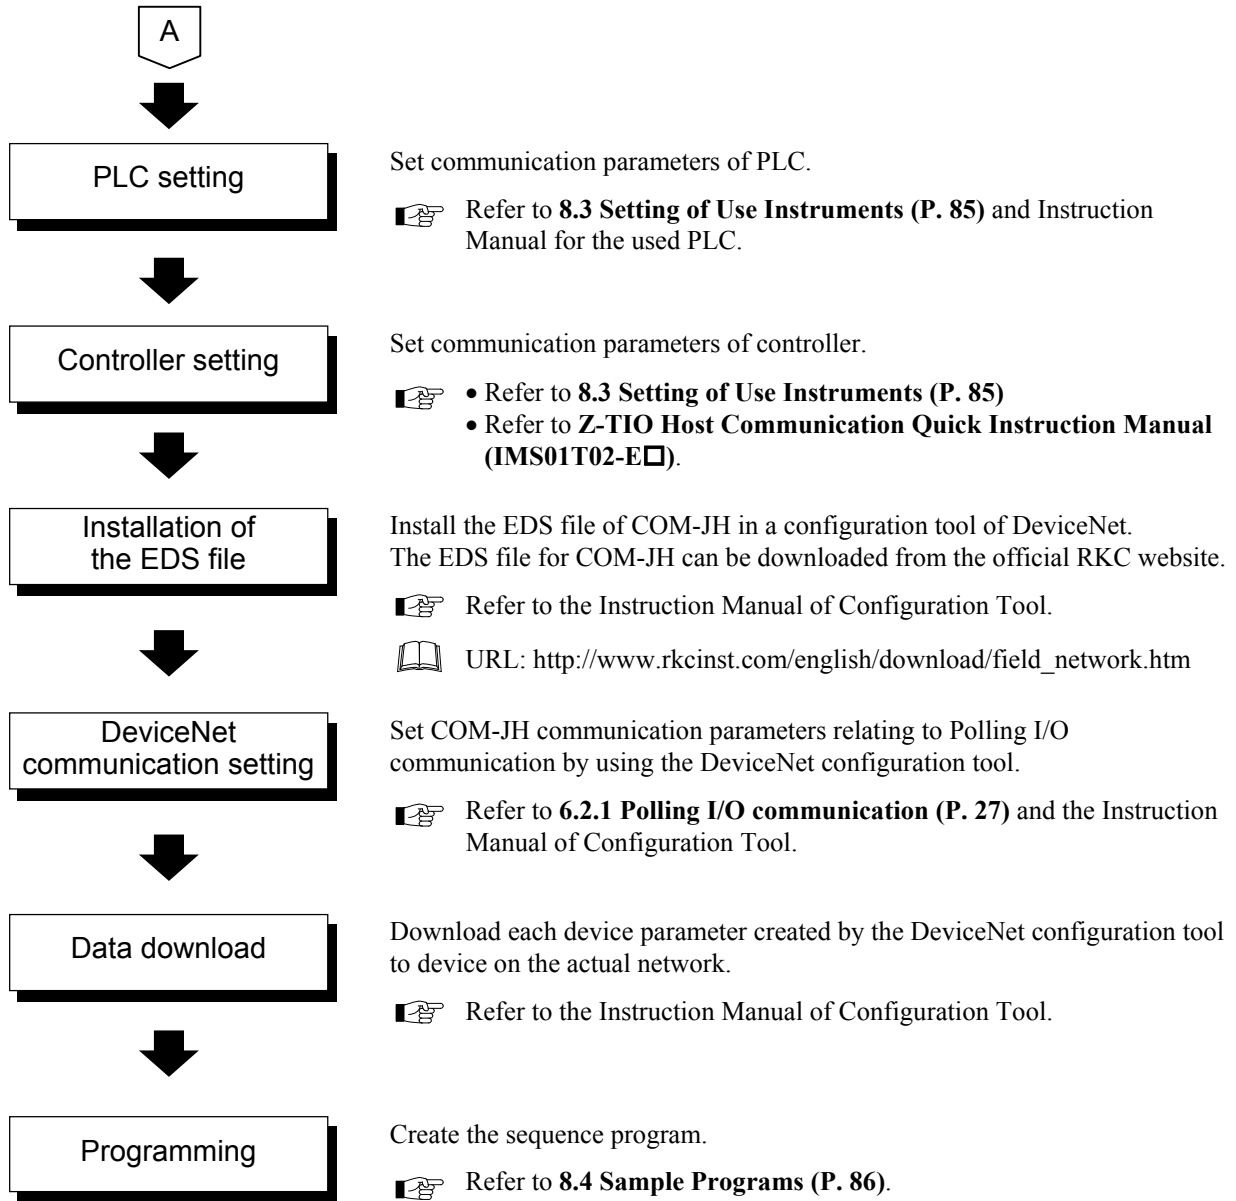 A
PLC setting
Set communication parameters of PLC.
Refer to 8.3 Setting of Use Instruments (P. 85) and Instruction
Manual for the used PLC.
Controller setting
Set communication parameters of controller.
• Refer to 8.3 Setting of Use Instruments (P. 85)
• Refer to Z-TIO Host Communication Quick Instruction Manual
(IMS01T02-E□).
Installation of
the EDS file
Install the EDS file of COM-JH in a configuration tool of DeviceNet.
The EDS file for COM-JH can be downloaded from the official RKC website.
Refer to the Instruction Manual of Configuration Tool.
URL: http://www.rkcinst.com/english/download/field_network.htm
DeviceNet
communication setting
Set COM-JH communication parameters relating to Polling I/O
communication by using the DeviceNet configuration tool.
Refer to 6.2.1 Polling I/O communication (P. 27) and the Instruction
Manual of Configuration Tool.
Data download
Download each device parameter created by the DeviceNet configuration tool
to device on the actual network.
Refer to the Instruction Manual of Configuration Tool.
Programming
Create the sequence program.
Refer to 8.4 Sample Programs (P. 86).